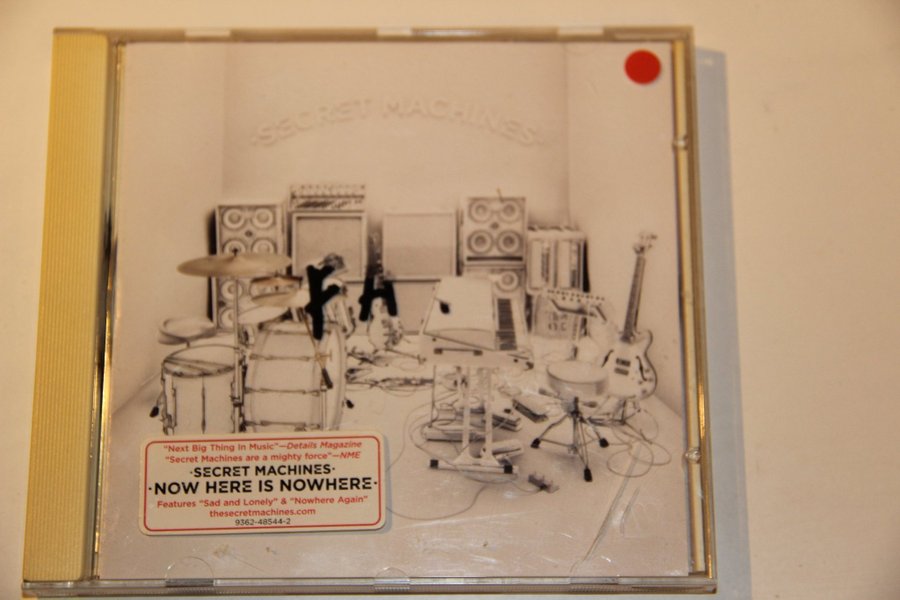 ·SECRET MACHINES·
FA
"Next Big Thing In Music"—Details Magazine
"Secret Machines are a mighty force"—NME
·SECRET MACHINES·
·NOW HERE IS NOWHERE·
Features "Sad and Lonely" & "Nowhere Again"
thesecretmachines.com
9362-48544-2